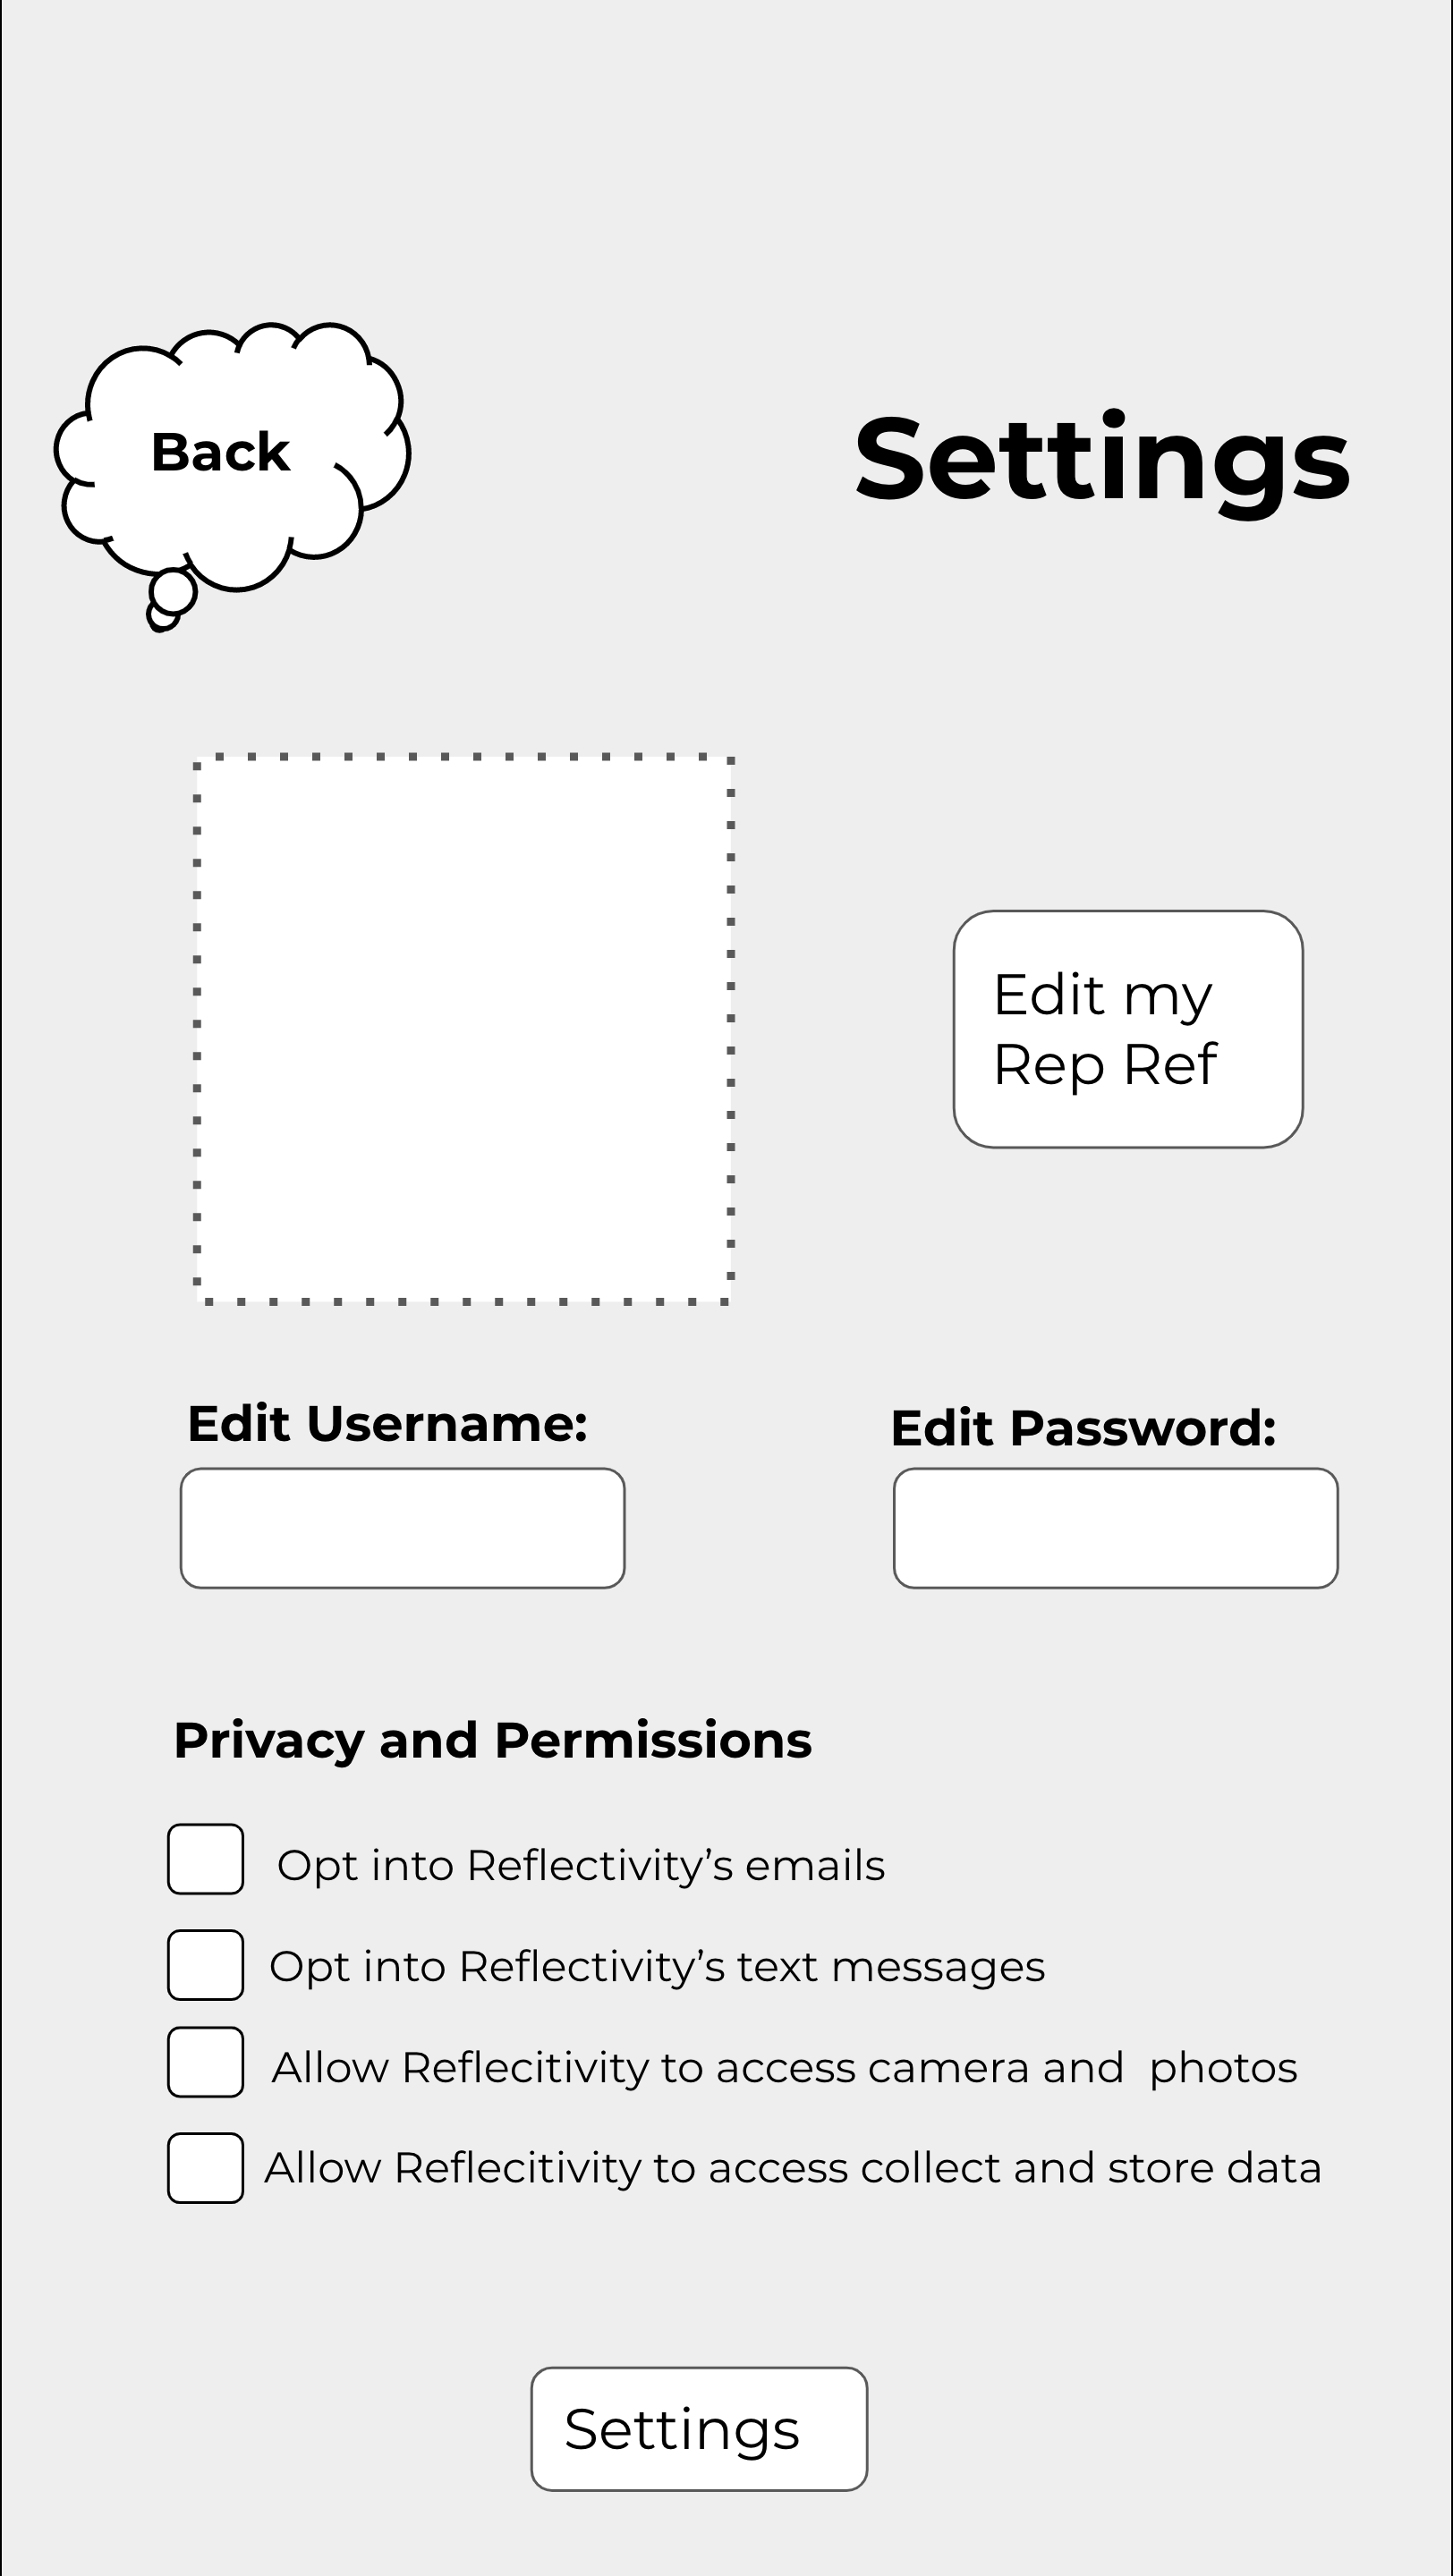 Back
Settings
Edit my
Rep Ref
Edit Username:
Edit Password:
Privacy and Permissions
Opt into Reflectivity’s emails
Opt into Reflectivity’s text messages
Allow Reflecitivity to access camera and  photos
Allow Reflecitivity to access collect and store data
Settings